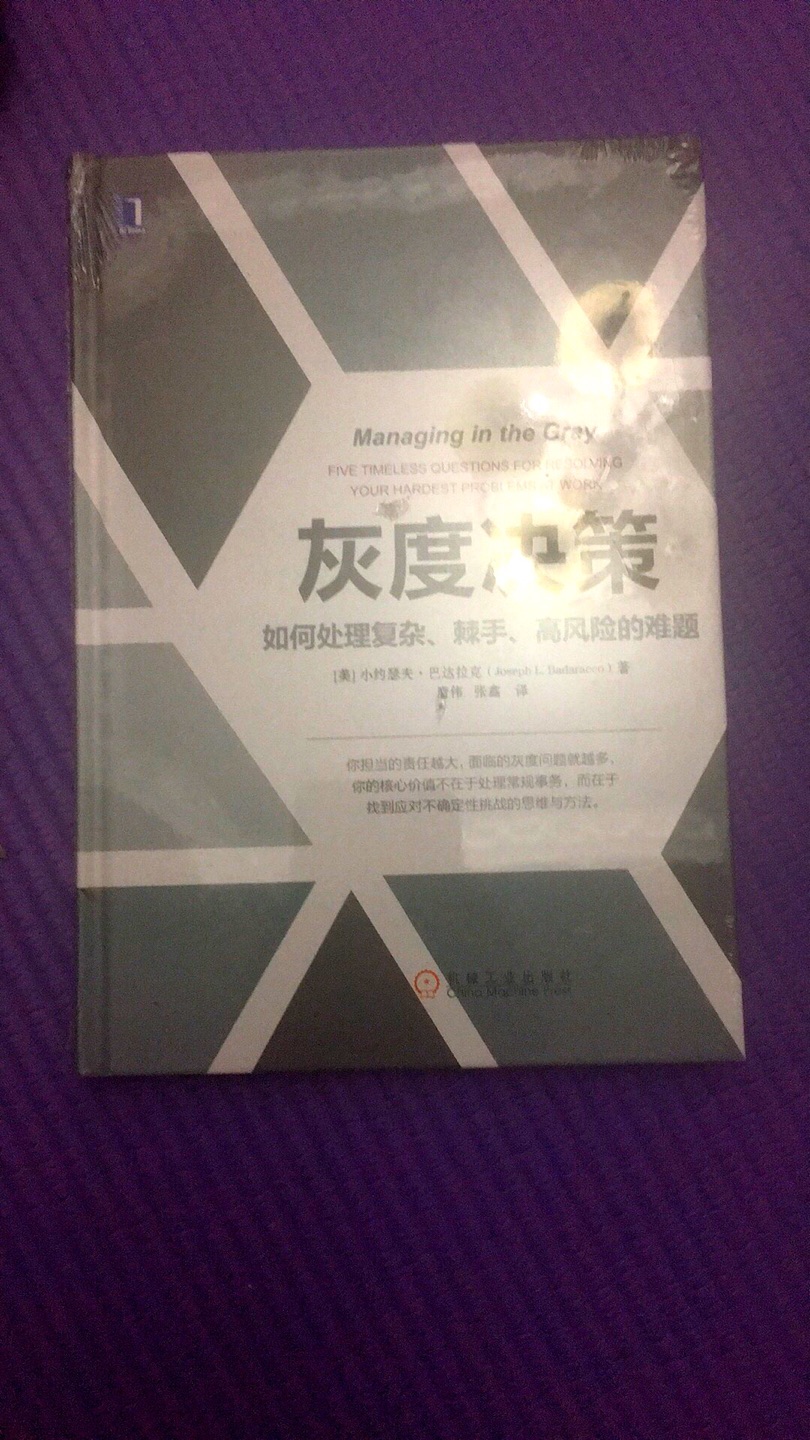 Managing in the Gray
FIVE TIMELESS QUESTIONS FOR RESOLVING
YOUR HARDEST PROBLEMS AT WORK
灰度决策
如何处理复杂、棘手、高风险的难题
[美] 小约瑟夫·巴达拉克（Joseph L. Badaracco）著
伟 张鑫 译
你担当的责任越大，面临的灰度问题就越多，
你的核心价值不在于处理常规事务，而在于
找到应对不确定性挑战的思维与方法。
机械工业出版社
China Machine Press